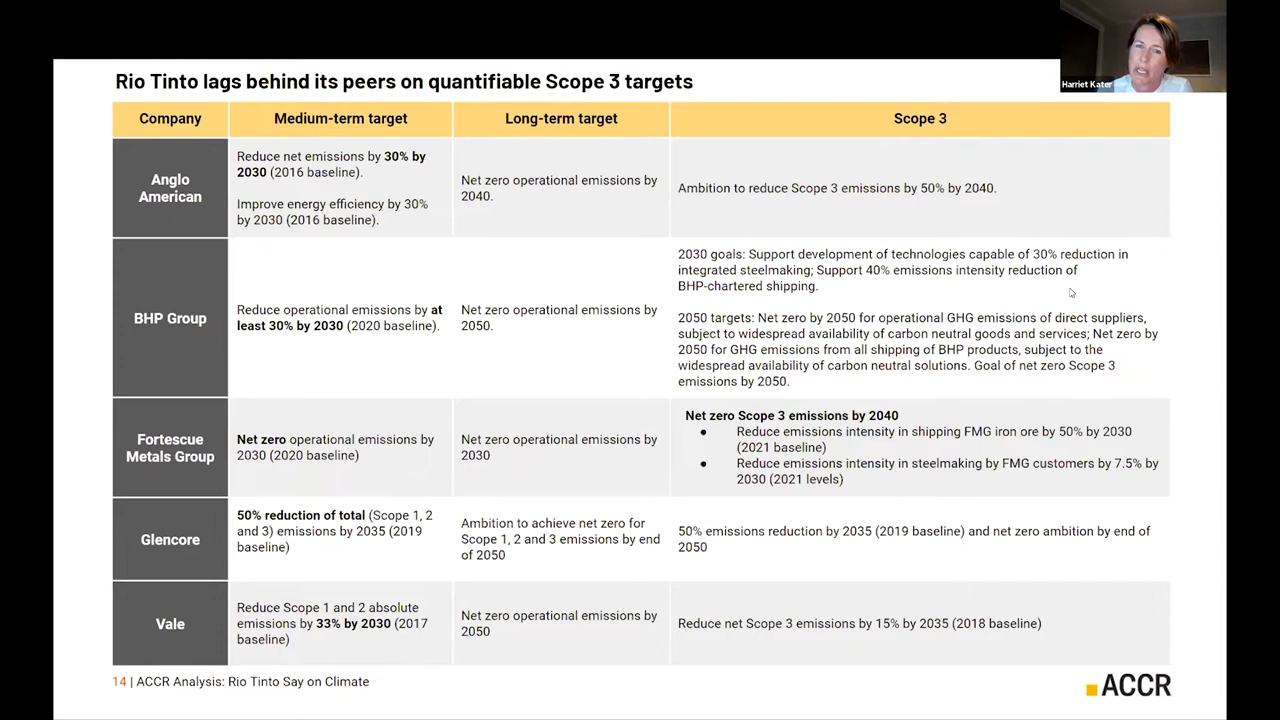 Harriet Kater
Rio Tinto lags behind its peers on quantifiable Scope 3 targets
Company
Medium-term target
Long-term target
Scope 3
Anglo
American
Reduce net emissions by 30% by
2030 (2016 baseline).
Improve energy efficiency by 30%
by 2030 (2016 baseline).
Net zero operational emissions by
2040.
Ambition to reduce Scope 3 emissions by 50% by 2040.
BHP Group
Reduce operational emissions by at
least 30% by 2030 (2020 baseline).
Net zero operational emissions by
2050.
2030 goals: Support development of technologies capable of 30% reduction in
integrated steelmaking; Support 40% emissions intensity reduction of
BHP-chartered shipping.
2050 targets: Net zero by 2050 for operational GHG emissions of direct suppliers,
subject to widespread availability of carbon neutral goods and services; Net zero by
2050 for GHG emissions from all shipping of BHP products, subject to the
widespread availability of carbon neutral solutions. Goal of net zero Scope 3
emissions by 2050.
Fortescue
Metals Group
Net zero operational emissions by
2030 (2020 baseline)
Net zero operational emissions by
2030
Net zero Scope 3 emissions by 2040
● Reduce emissions intensity in shipping FMG iron ore by 50% by 2030
(2021 baseline)
● Reduce emissions intensity in steelmaking by FMG customers by 7.5% by
2030 (2021 levels)
Glencore
50% reduction of total (Scope 1, 2
and 3) emissions by 2035 (2019
baseline)
Ambition to achieve net zero for
Scope 1, 2 and 3 emissions by end
of 2050
50% emissions reduction by 2035 (2019 baseline) and net zero ambition by end of
2050
Vale
Reduce Scope 1 and 2 absolute
emissions by 33% by 2030 (2017
baseline)
Net zero operational emissions by
2050
Reduce net Scope 3 emissions by 15% by 2035 (2018 baseline)
14 | ACCR Analysis: Rio Tinto Say on Climate
ACCR